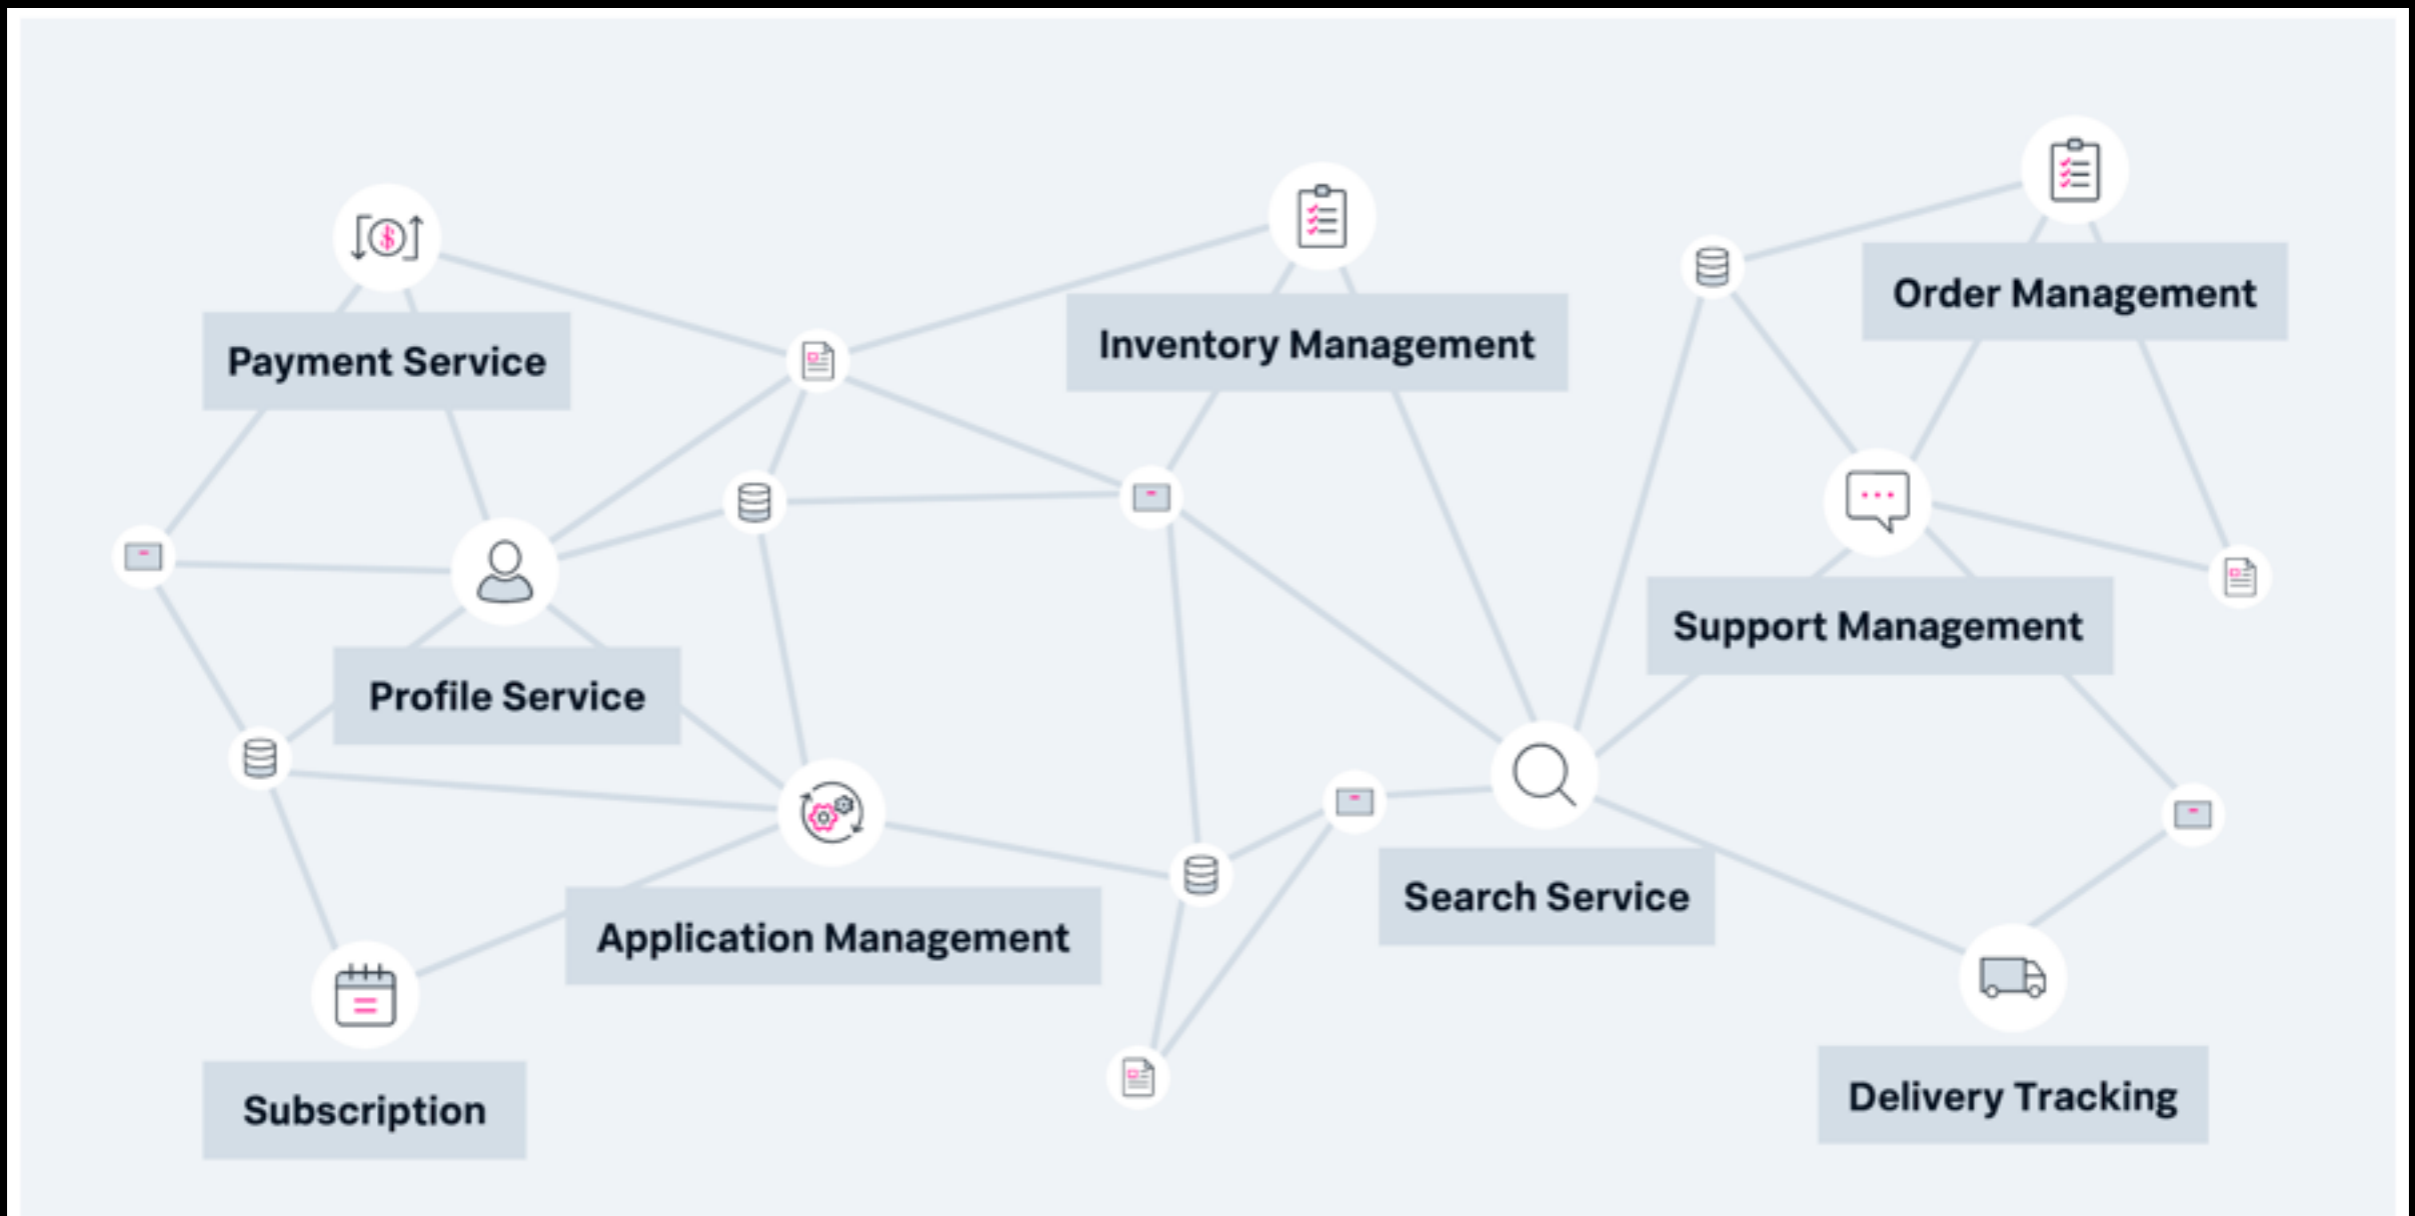 Order Management
Inventory Management
Payment Service
Support Management
Profile Service
Search Service
Application Management
Delivery Tracking
Subscription